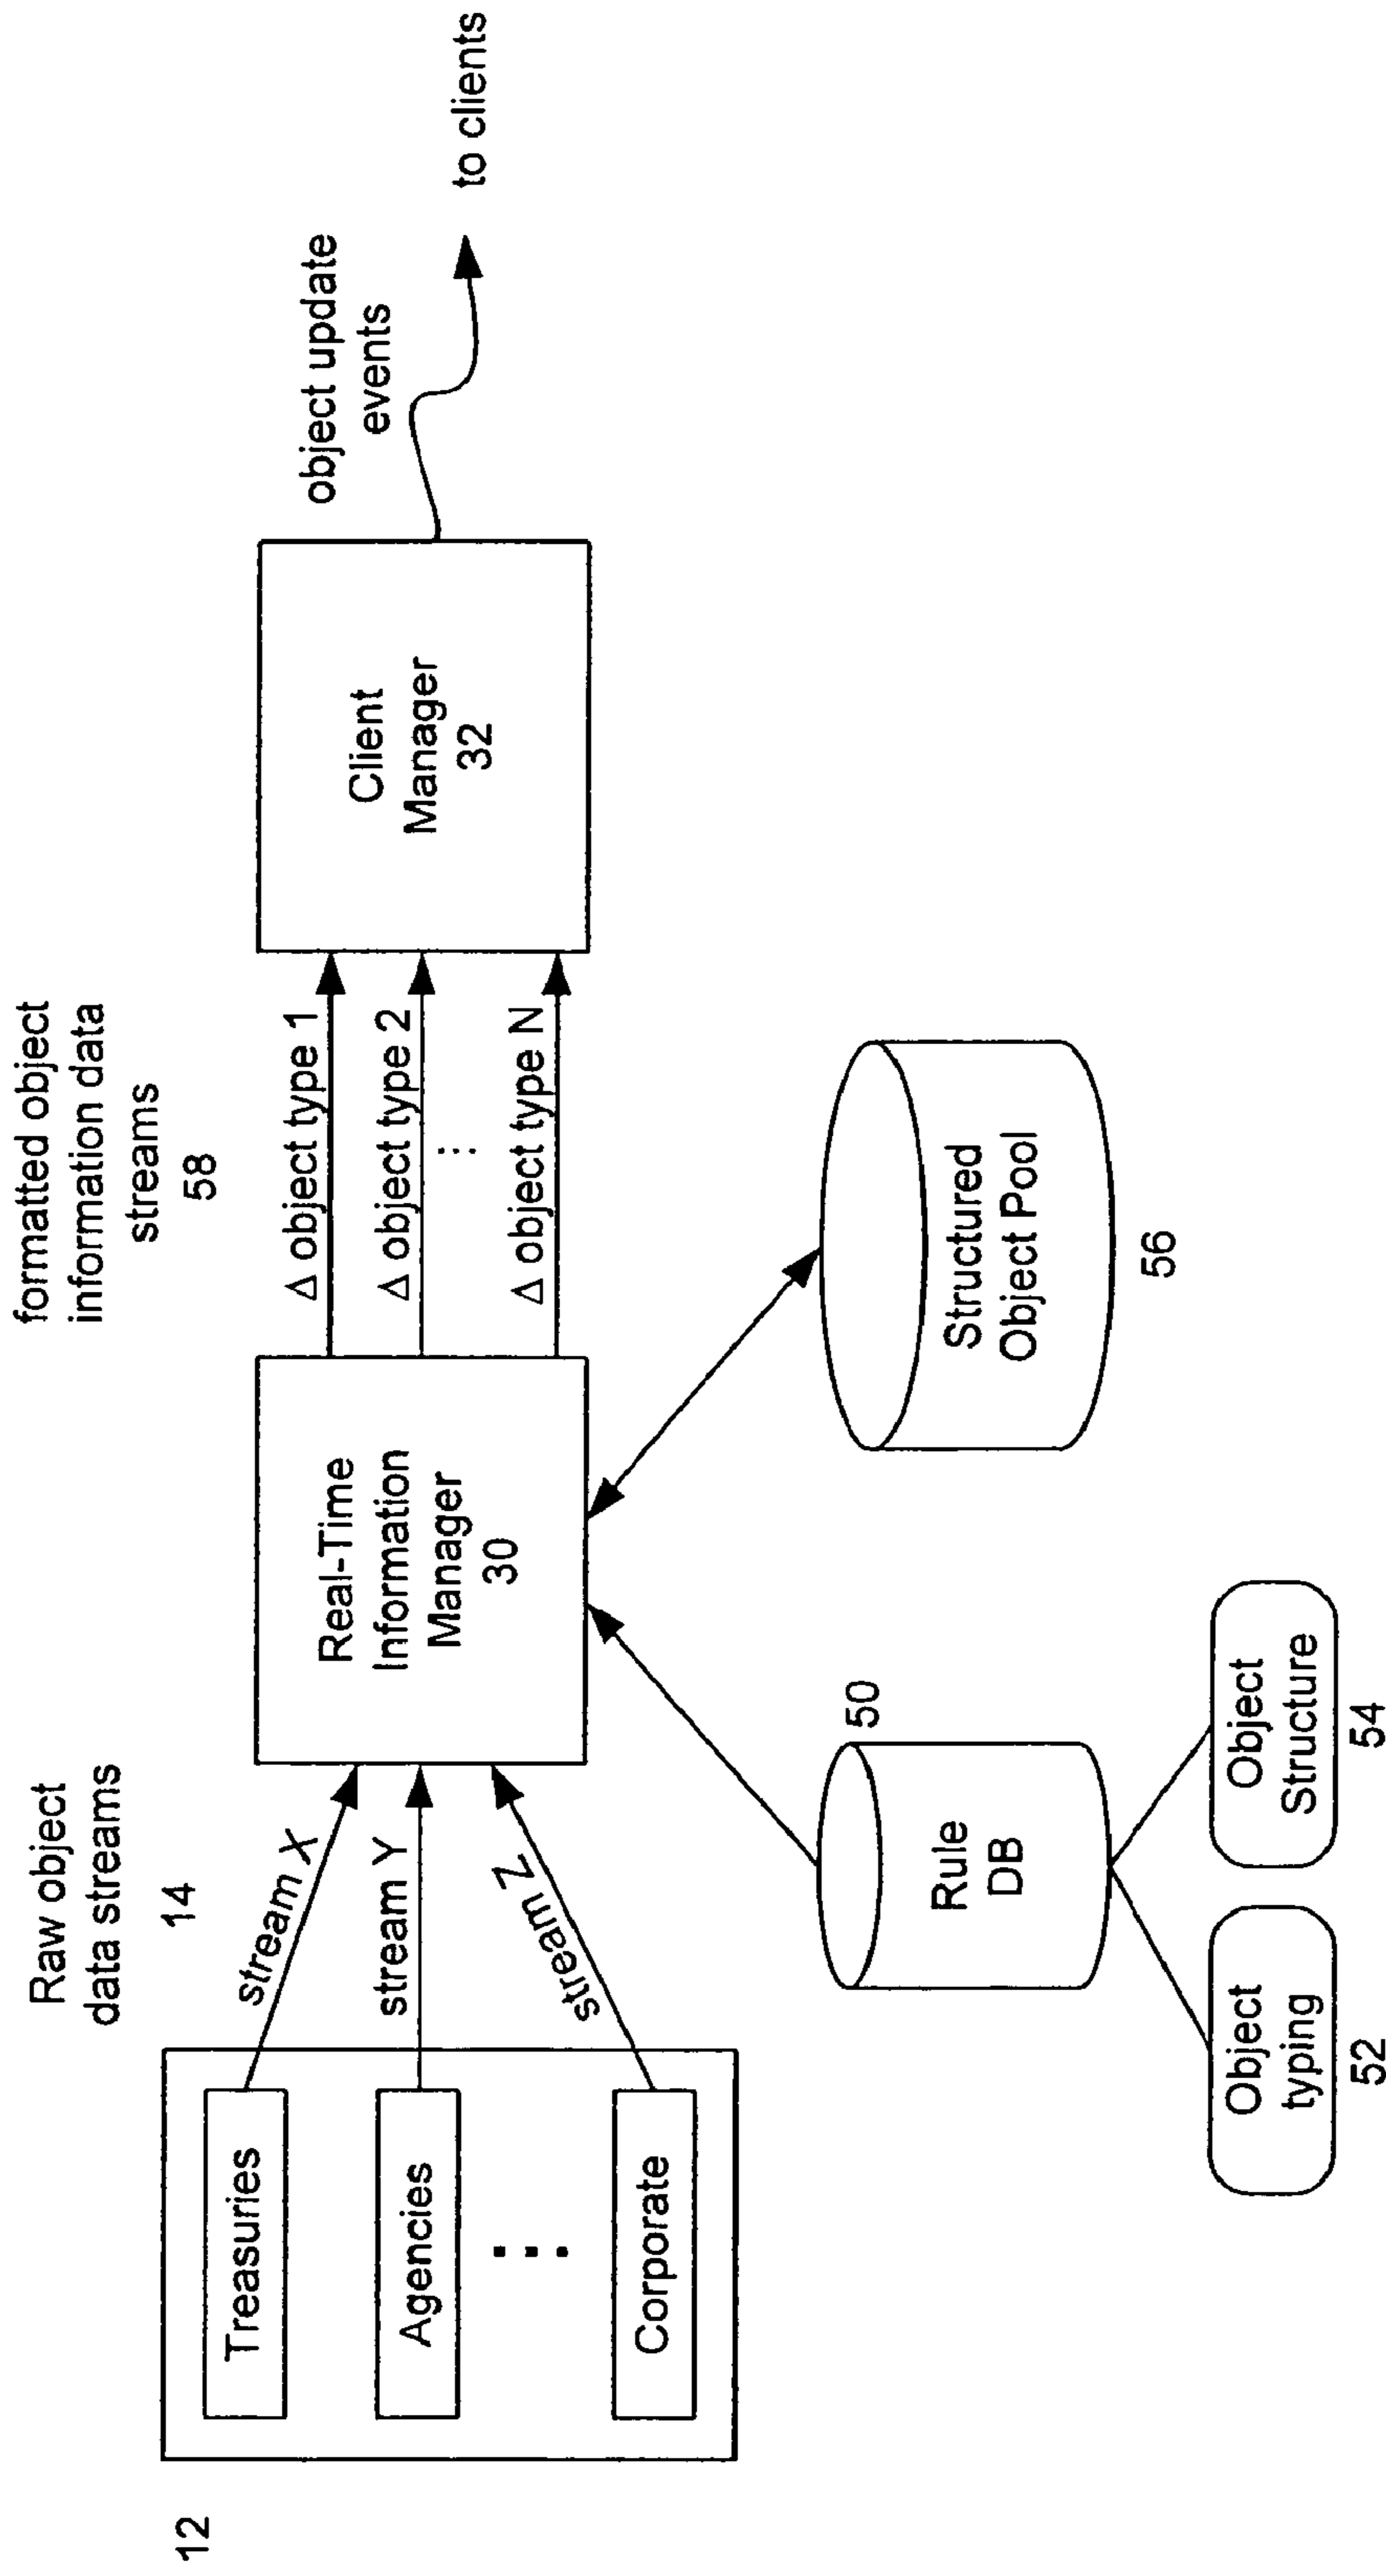 12
Treasuries
Agencies
Corporate
Raw object
data streams
14
stream X
stream Y
stream Z
Real-Time
Information
Manager
30
formatted object
information data
streams
58
Δ object type 1
Δ object type 2
Δ object type N
Client
Manager
32
object update
events
to clients
Rule
DB
50
Object
typing
52
Object
Structure
54
Structured
Object Pool
56